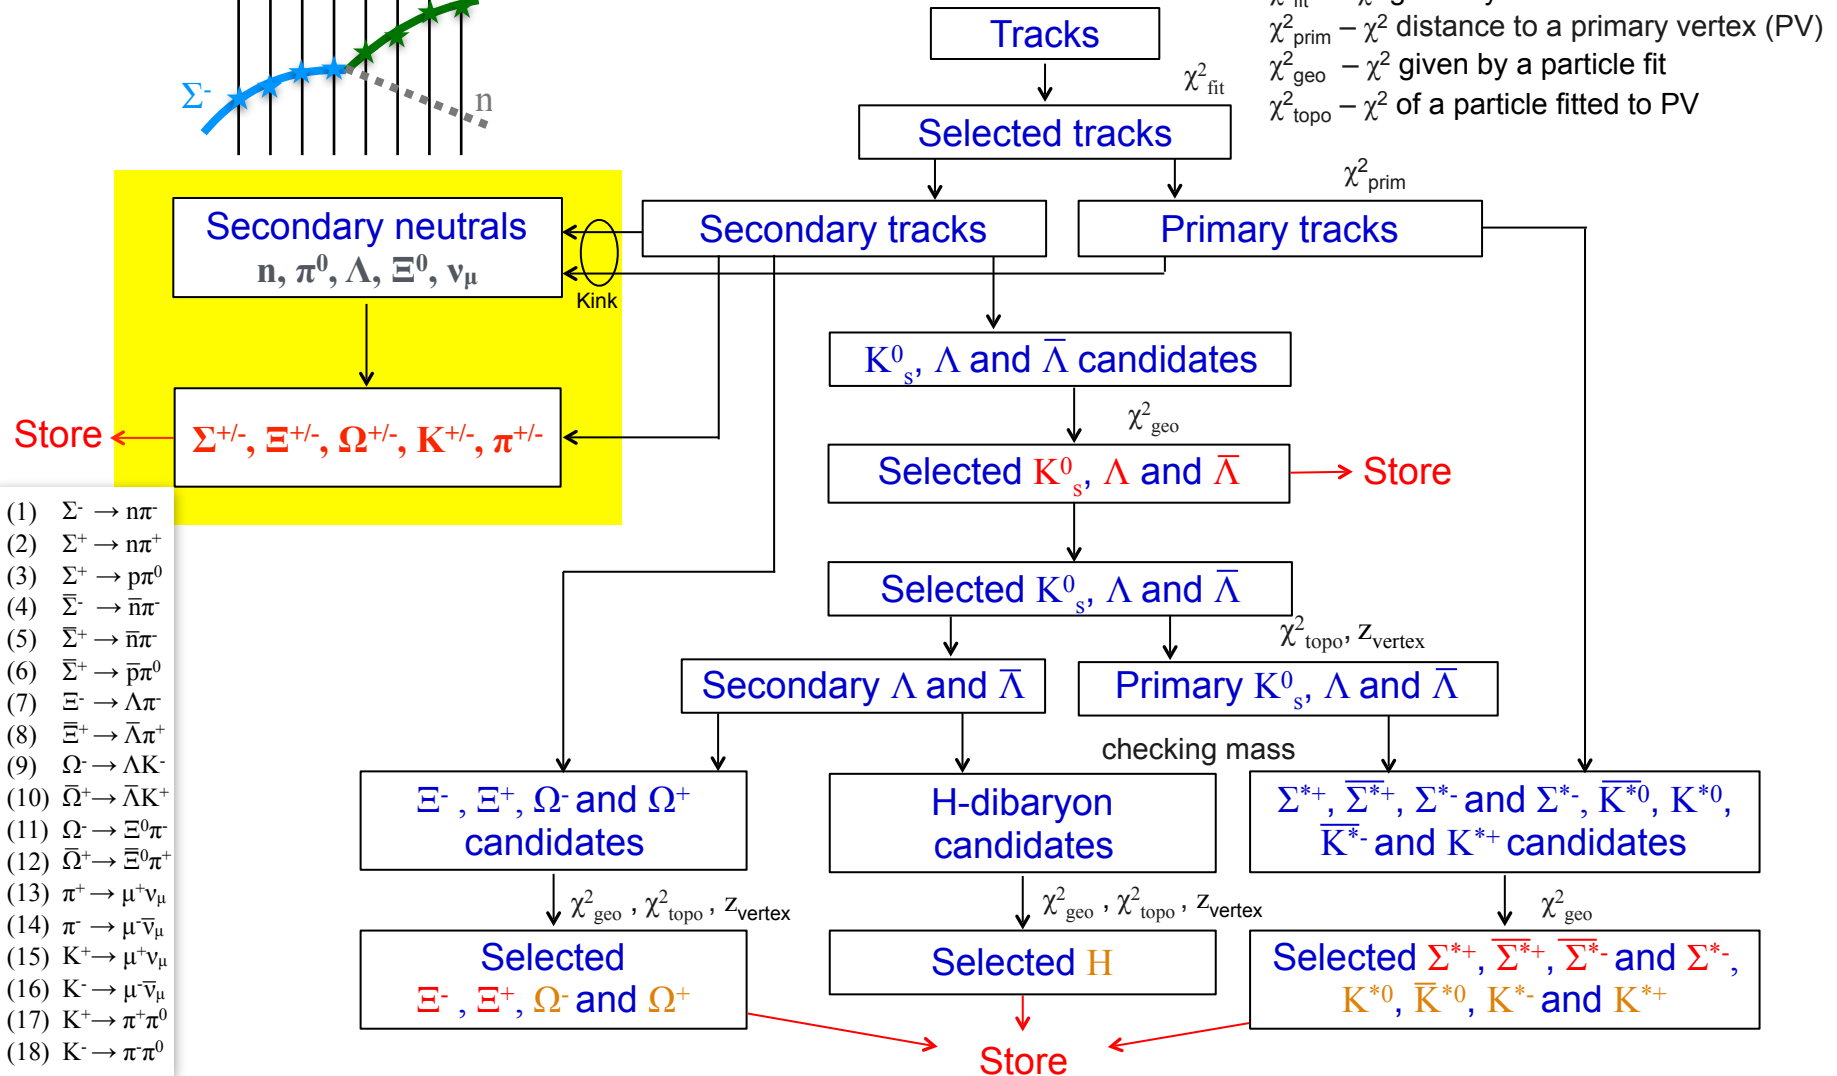 χ²prim – χ² distance to a primary vertex (PV)
χ²geo – χ² given by a particle fit
χ²topo – χ² of a particle fitted to PV
Σ-
n
Tracks
χ²fit
Selected tracks
χ²prim
Secondary neutrals
n, π⁰, Λ, Ξ⁰, νμ
Secondary tracks
Primary tracks
Kink
K⁰s, Λ and Λ̅ candidates
χ²geo
Store
Σ+/-, Ξ+/-, Ω+/-, K+/-, π+/-
Selected K⁰s, Λ and Λ̅
Store
Selected K⁰s, Λ and Λ̅
χ²topo, zvertex
Secondary Λ and Λ̅
Primary K⁰s, Λ and Λ̅
checking mass
Ξ- , Ξ+, Ω- and Ω+
candidates
H-dibaryon
candidates
Σ*+, Σ̅*̅+, Σ*- and Σ*-, K̅*̅0, K*0,
K̅*̅- and K*+ candidates
χ²geo , χ²topo , zvertex
χ²geo , χ²topo , zvertex
χ²geo
Selected
Ξ- , Ξ+, Ω- and Ω+
Selected H
Selected Σ*+, Σ̅*̅+, Σ̅*̅- and Σ*-,
K*0, K̅*0, K*- and K*+
Store
(1) Σ- → nπ-
(2) Σ+ → nπ+
(3) Σ+ → pπ⁰
(4) Σ̅- → n̅π-
(5) Σ̅+ → n̅π-
(6) Σ̅+ → p̅π⁰
(7) Ξ- → Λπ-
(8) Ξ̅+ → Λ̅π+
(9) Ω- → ΛK-
(10) Ω̅+ → Λ̅K+
(11) Ω- → Ξ⁰π-
(12) Ω̅+ → Ξ̅⁰π+
(13) π+ → μ+νμ
(14) π- → μ-ν̅μ
(15) K+ → μ+νμ
(16) K- → μ-ν̅μ
(17) K+ → π+π⁰
(18) K- → π-π⁰